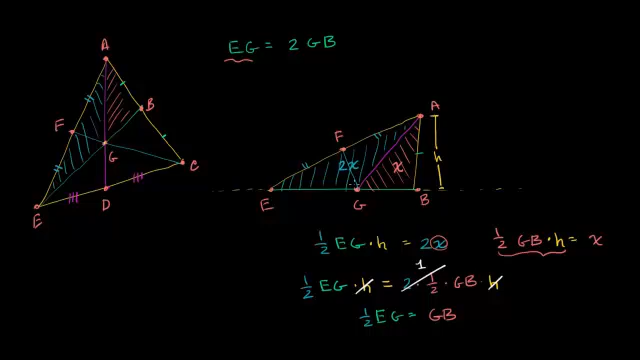 EG = 2 GB
A
B
F
G
C
E
D
A
F
h
2x
x
E
G
B
1/2 EG · h = 2x
1/2 GB · h = x
1
1/2 EG · h = 2 · 1/2 · GB · h
1/2 EG = GB